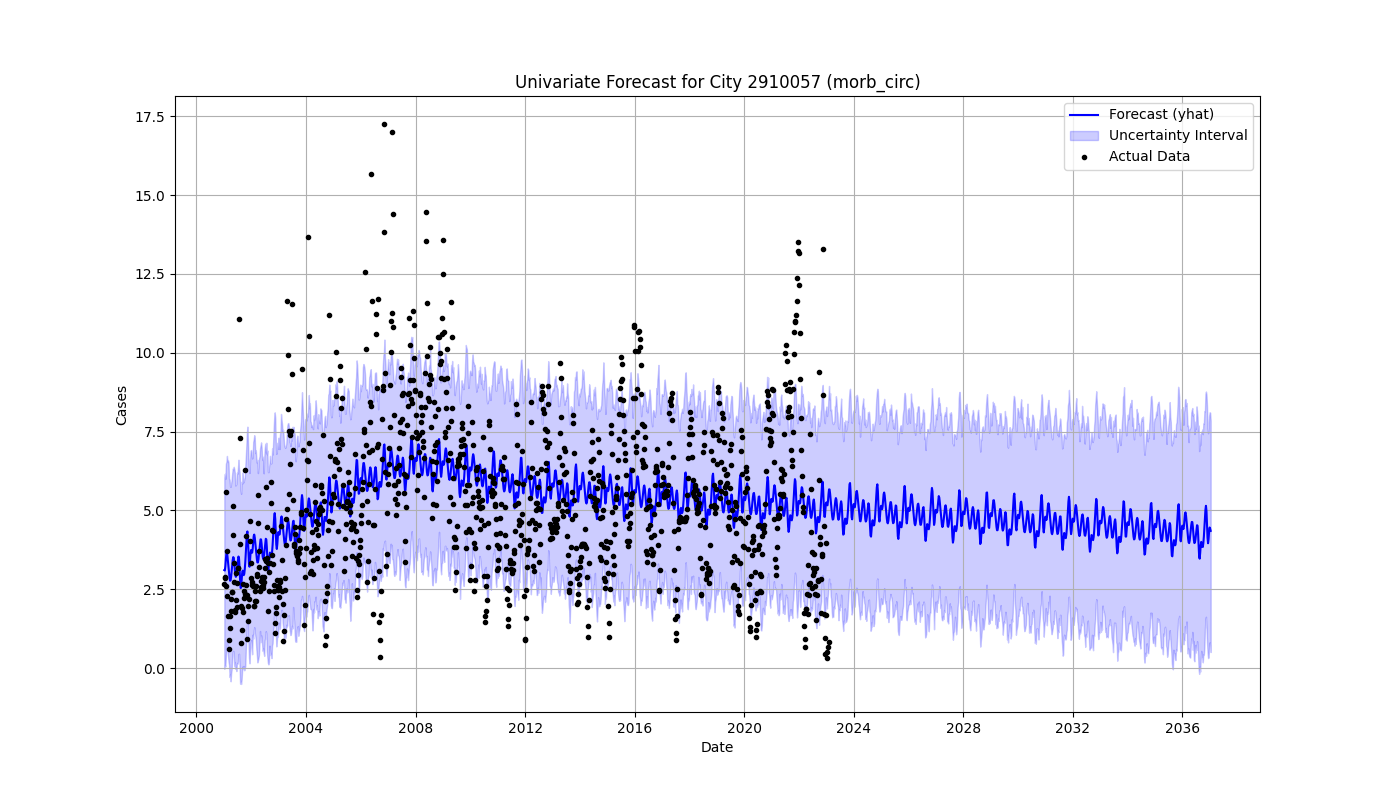 Univariate Forecast for City 2910057 (morb_circ)
Forecast (yhat)
Uncertainty Interval
Actual Data
17.5
15.0
12.5
10.0
7.5
5.0
2.5
0.0
Cases
2000 2004 2008 2012 2016 2020 2024 2028 2032 2036
Date